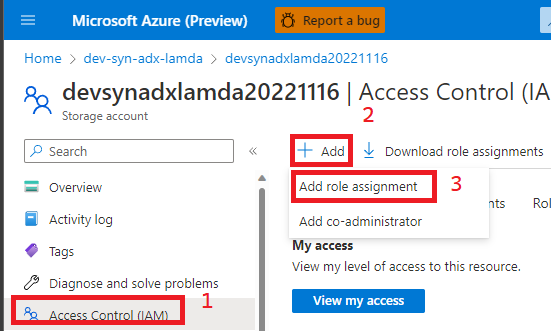 Microsoft Azure (Preview)
Report a bug
Home > dev-syn-adx-lamda > devsynadxlamda20221116
devsynadxlamda20221116 | Access Control (IA
Storage account
2
Search
«
+ Add
Download role assignments
Overview
Add role assignment
3
nts
Roles
Activity log
Add co-administrator
Tags
My access
View my level of access to this resource.
Diagnose and solve problems
View my access
1
Access Control (IAM)